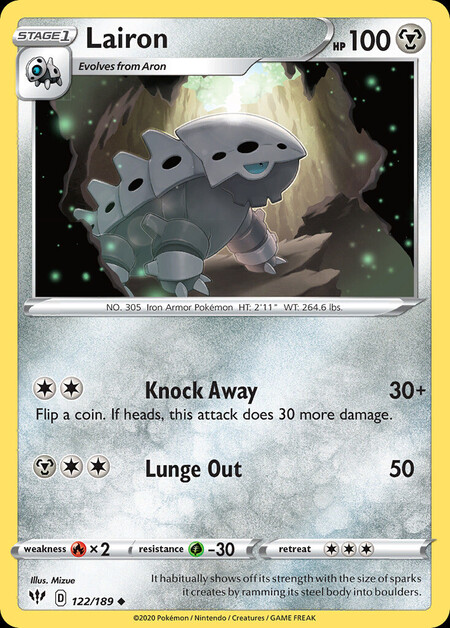 STAGE 1
Lairon
HP 100
Evolves from Aron
NO. 305 Iron Armor Pokémon HT: 2'11" WT: 264.6 lbs.
Knock Away 30+
Flip a coin. If heads, this attack does 30 more damage.
Lunge Out 50
weakness ×2 resistance -30 retreat
Illus. Mizue
It habitually shows off its strength with the size of sparks
it creates by ramming its steel body into boulders.
D 122/189
©2020 Pokémon / Nintendo / Creatures / GAME FREAK